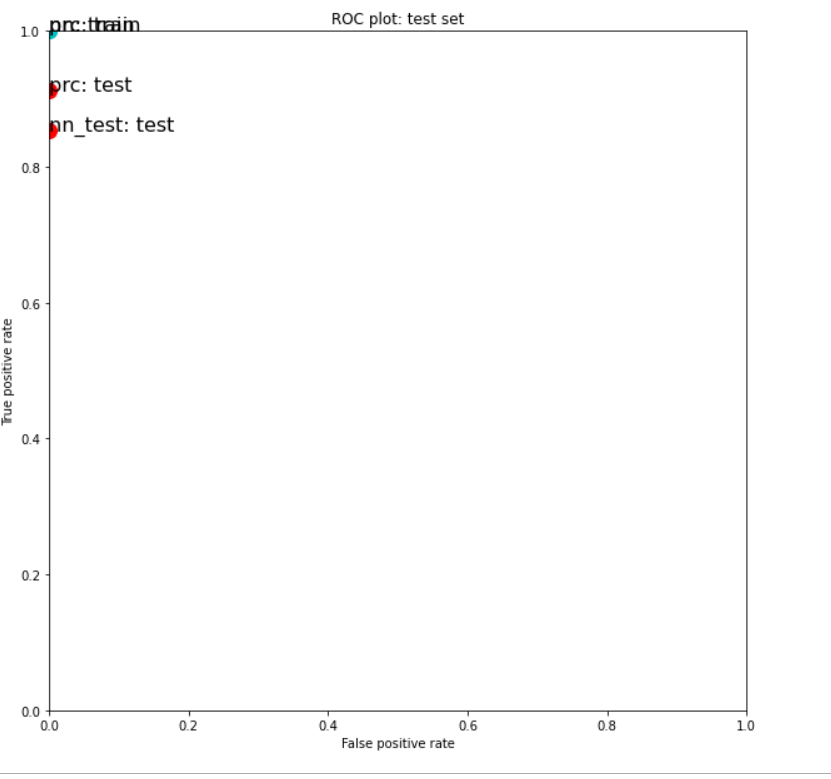 ROC plot: test set
prc: train
1.0
prc: test
nn_test: test
0.8
0.6
True positive rate
0.4
0.2
0.0
0.0 0.2 0.4 0.6 0.8 1.0
False positive rate